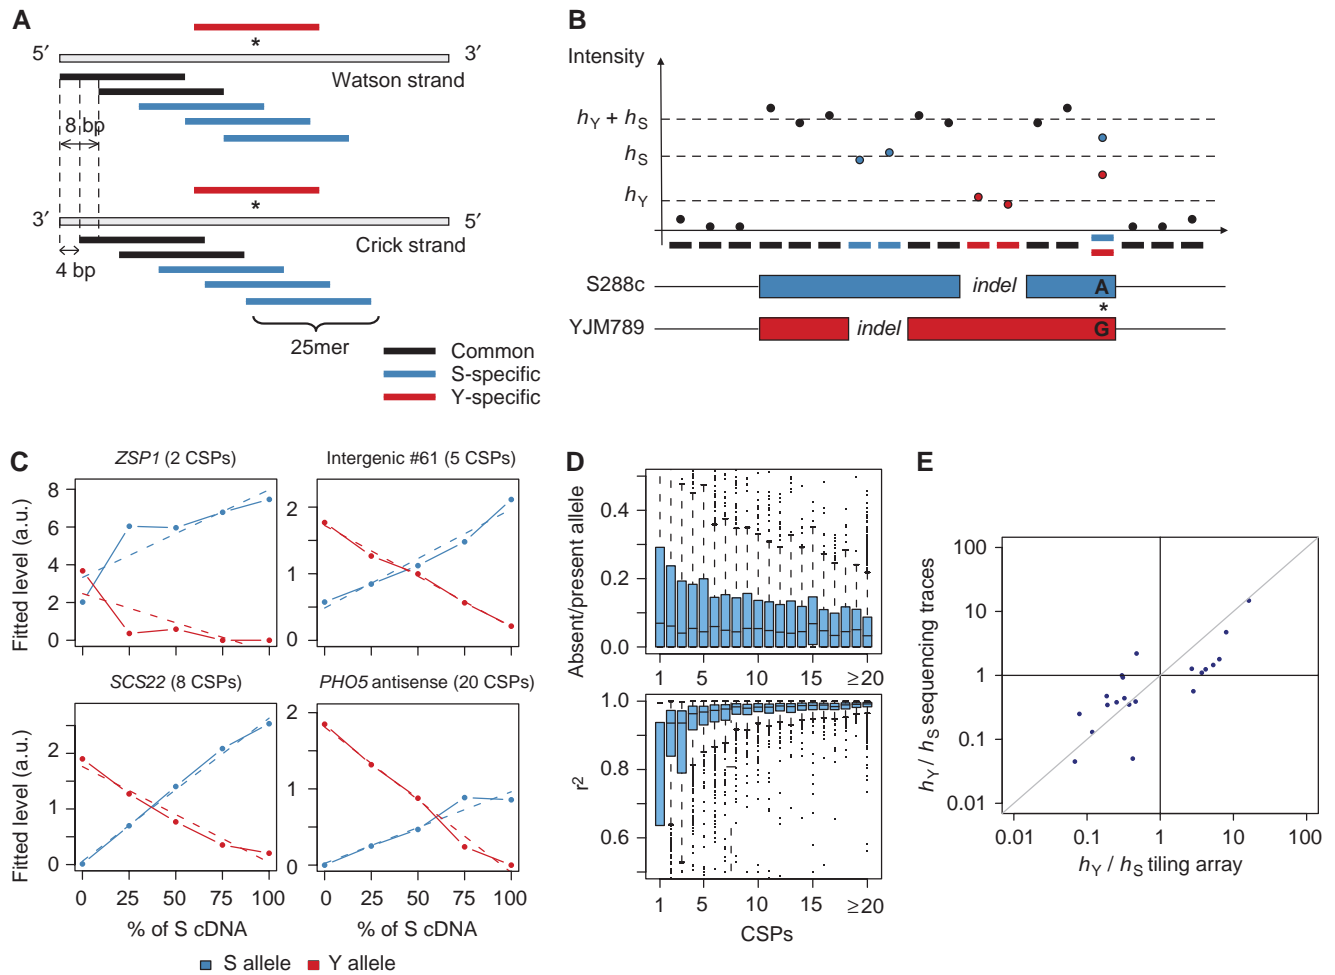 A
*
5′
3′
Watson strand
8 bp
*
3′
5′
Crick strand
4 bp
25mer
Common
S-specific
Y-specific
B
Intensity
hY + hS
hS
hY
S288c
indel
A
*
YJM789
indel
G
C
ZSP1 (2 CSPs)
Intergenic #61 (5 CSPs)
Fitted level (a.u.)
8
6
4
2
0
2
1
0
SCS22 (8 CSPs)
PHO5 antisense (20 CSPs)
Fitted level (a.u.)
2
1
0
2
1
0
0 25 50 75 100
0 25 50 75 100
% of S cDNA
% of S cDNA
S allele
Y allele
D
Absent/present allele
0.4
0.2
0.0
1 5 10 15 ≥20
r2
1.0
0.8
0.6
1 5 10 15 ≥20
CSPs
E
hY / hS sequencing traces
100
10
1
0.1
0.01
0.01 0.1 1 10 100
hY / hS tiling array